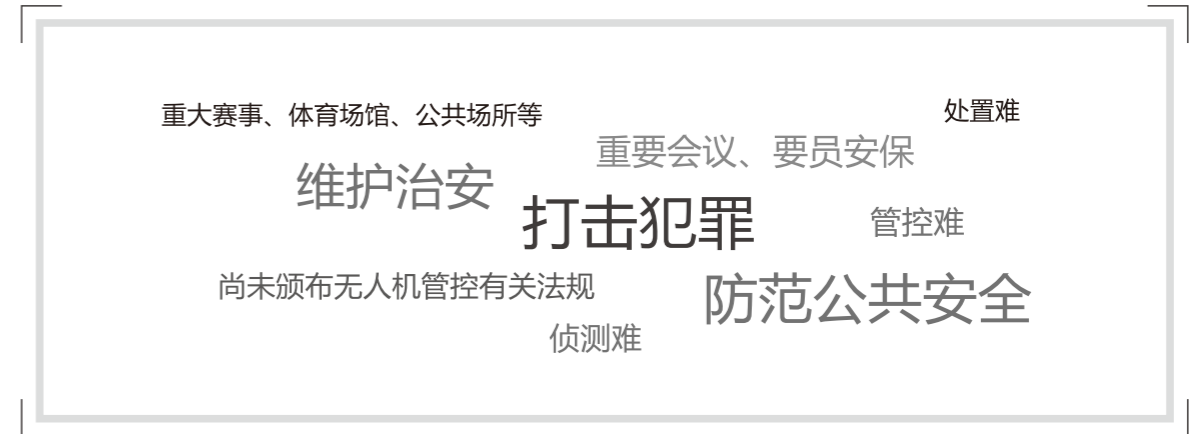 重大赛事、体育场馆、公共场所等
处置难
重要会议、要员安保
维护治安
打击犯罪
管控难
尚未颁布无人机管控有关法规
防范公共安全
侦测难